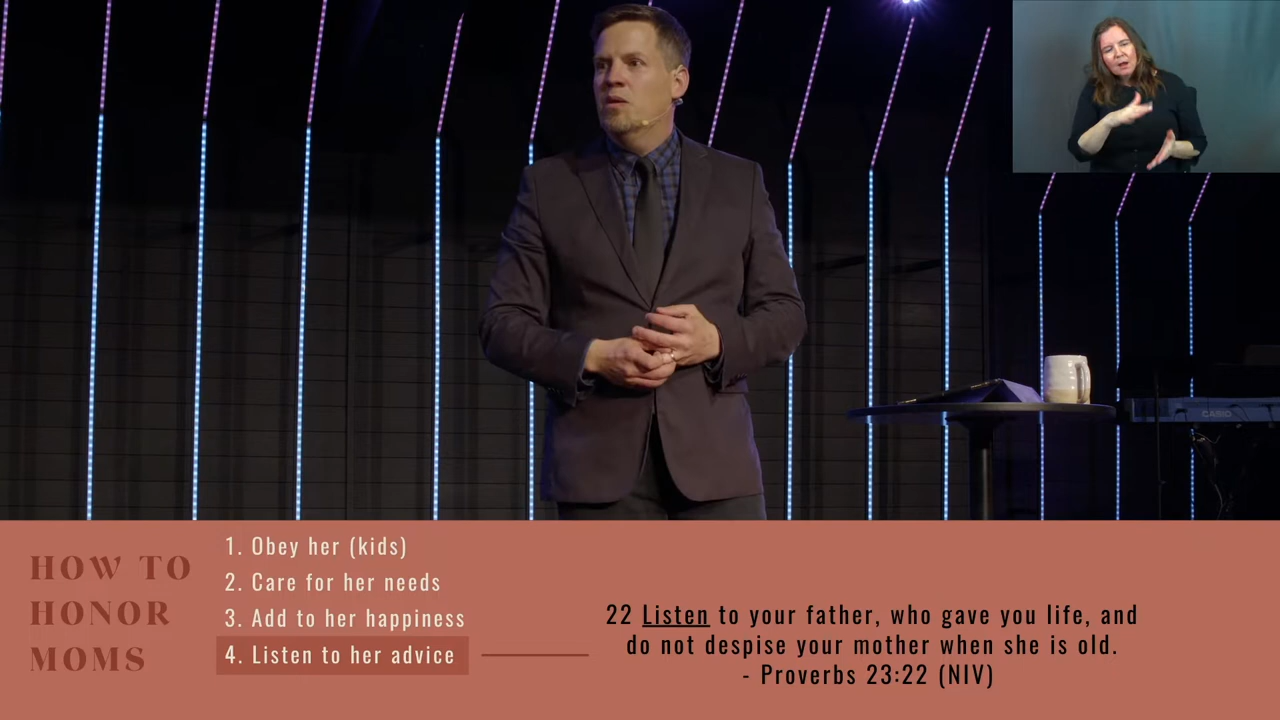 CASIO
HOW TO
HONOR
MOMS
1. Obey her (kids)
2. Care for her needs
3. Add to her happiness
4. Listen to her advice
22 Listen to your father, who gave you life, and
do not despise your mother when she is old.
- Proverbs 23:22 (NIV)